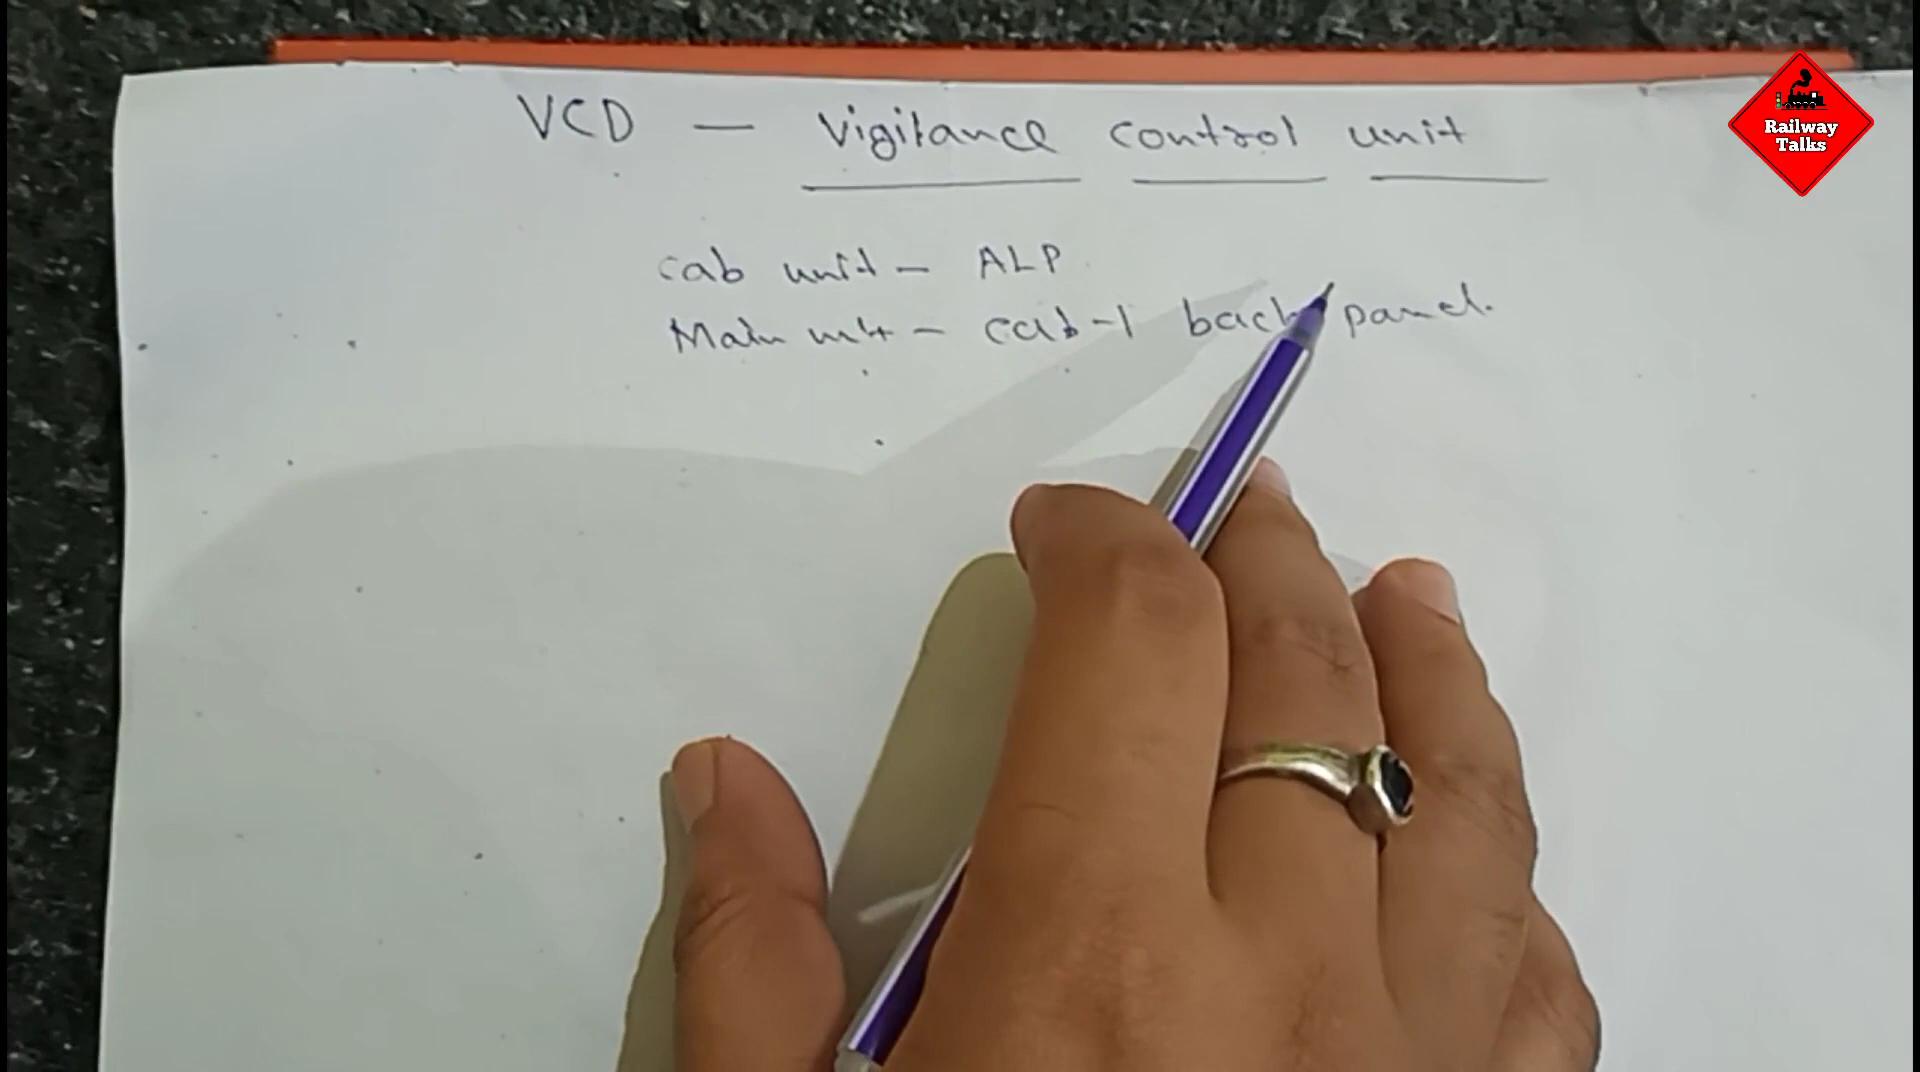 VCD — Vigilance control unit
cab unit - ALP
Main unit - cab-1 back panel.
Railway
Talks